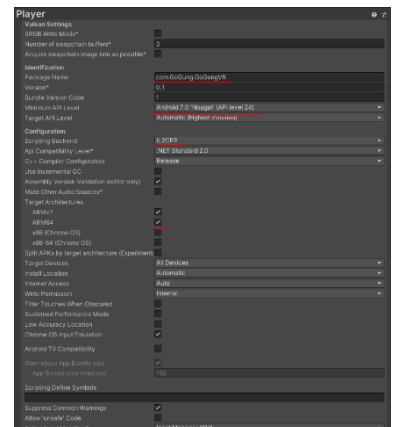 Player
Vulkan Settings
SRGB Write Mode*
Number of swapchain buffers* 3
Acquire swapchain image late as possible*
Identification
Package Name com.GoGung.GoGungVR
Version* 0.1
Bundle Version Code 1
Minimum API Level Android 7.0 'Nougat' (API level 24)
Target API Level Automatic (highest installed)
Configuration
Scripting Backend IL2CPP
Api Compatibility Level* .NET Standard 2.0
C++ Compiler Configuration Release
Use incremental GC
Assembly Version Validation (editor only)
Mute Other Audio Sources*
Target Architectures
ARMv7
ARM64
x86 (Chrome OS)
x86-64 (Chrome OS)
Split APKs by target architecture (Experiment
Target Devices All Devices
Install Location Automatic
Internet Access Auto
Write Permission Internal
Filter Touches When Obscured
Sustained Performance Mode
Low Accuracy Location
Chrome OS Input Emulation
Android TV Compatibility
Warn about App Bundle size
App Bundle size threshold 150
Scripting Define Symbols
Suppress Common Warnings
Allow 'unsafe' Code